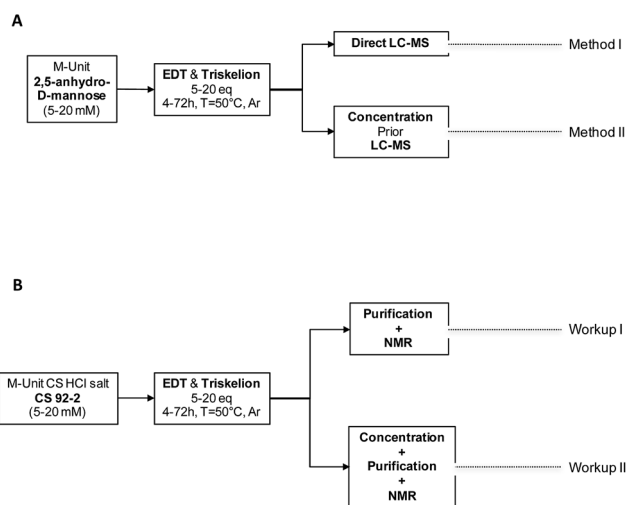 A
M-Unit
2,5-anhydro-
D-mannose
(5-20 mM)
EDT & Triskelion
5-20 eq
4-72h, T=50°C, Ar
Direct LC-MS
Method I
Concentration
Prior
LC-MS
Method II
B
M-Unit CS HCl salt
CS 92-2
(5-20 mM)
EDT & Triskelion
5-20 eq
4-72h, T=50°C, Ar
Purification
+
NMR
Workup I
Concentration
+
Purification
+
NMR
Workup II